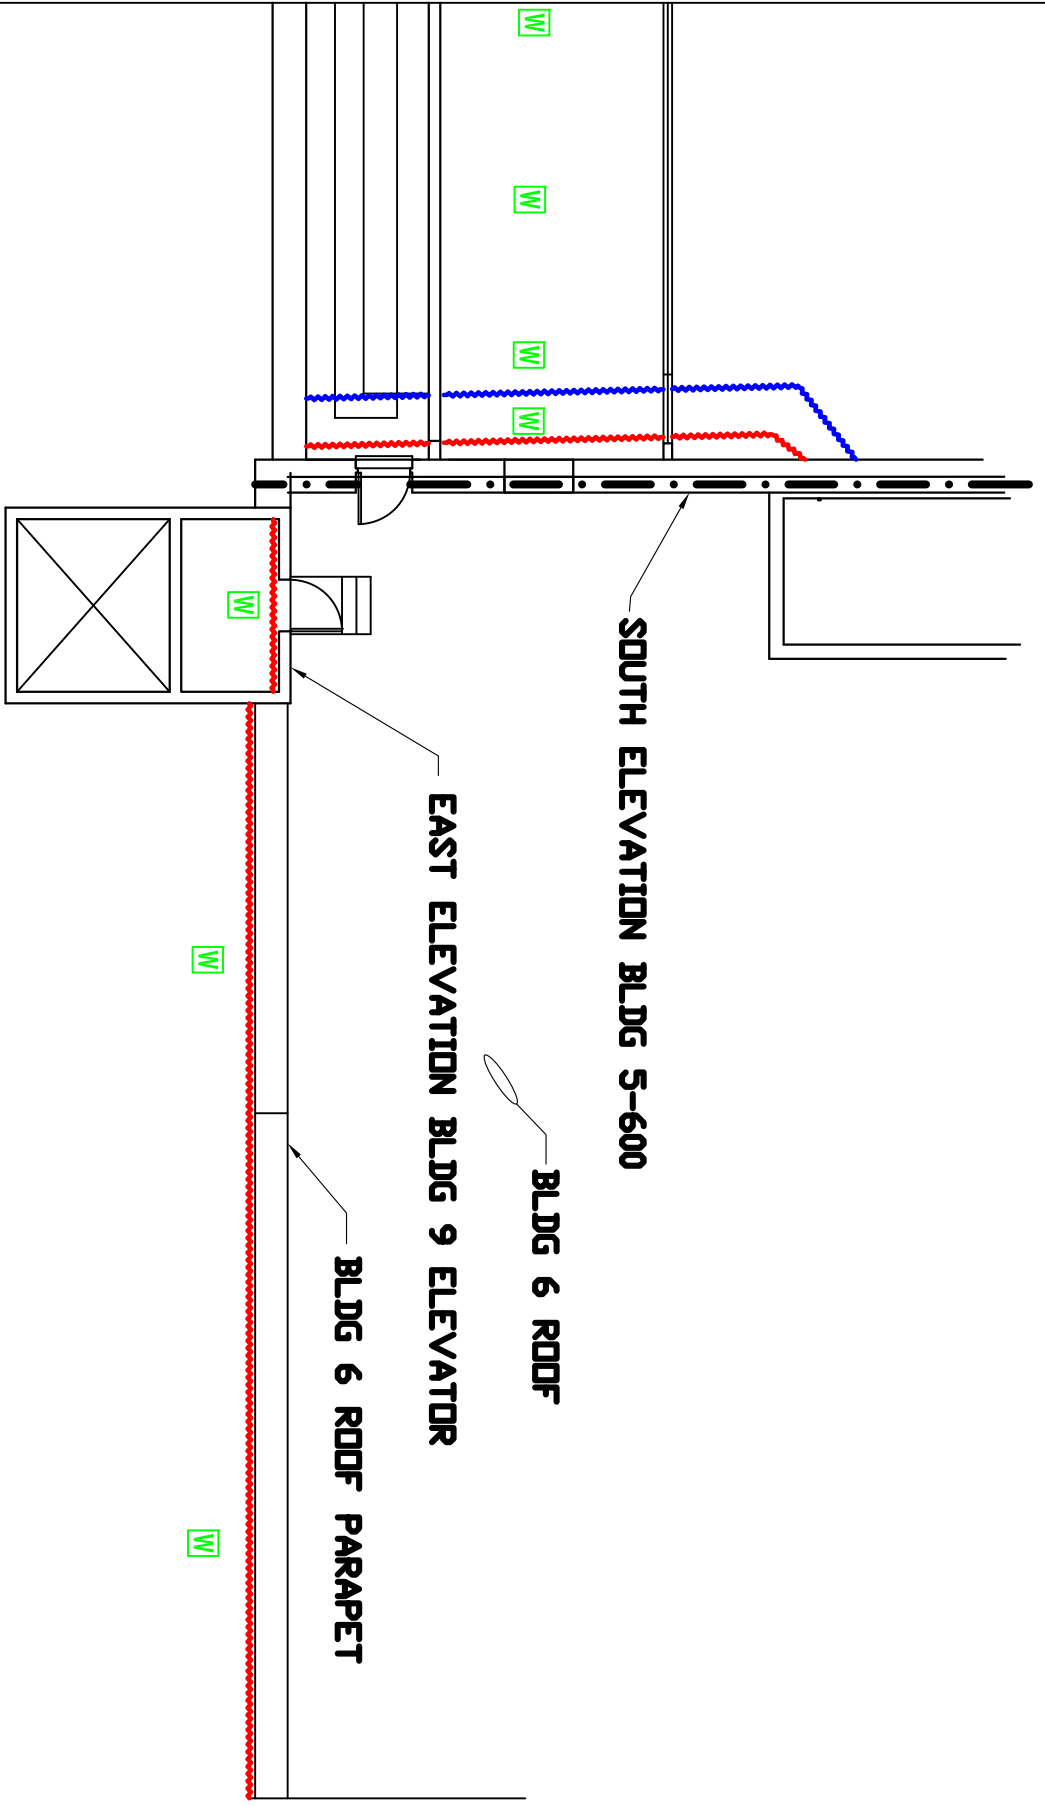 SOUTH ELEVATION BLDG 5-600
BLDG 6 ROOF
EAST ELEVATION BLDG 9 ELEVATOR
BLDG 6 ROOF PARAPET
W
W
W
W
W
W
W